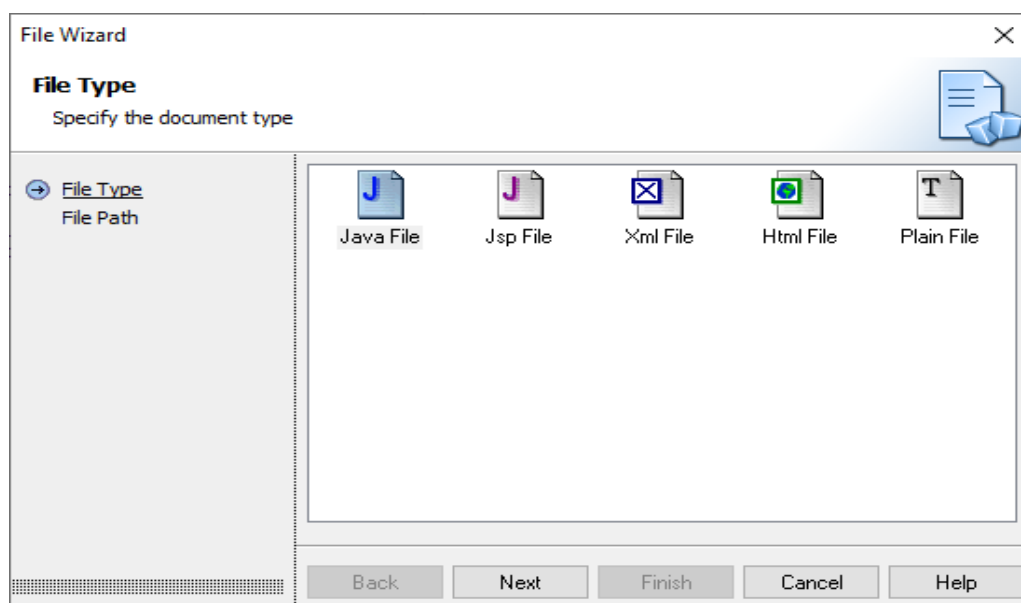 File Wizard
File Type
Specify the document type
File Type
File Path
Java File
Jsp File
Xml File
Html File
Plain File
Back
Next
Finish
Cancel
Help